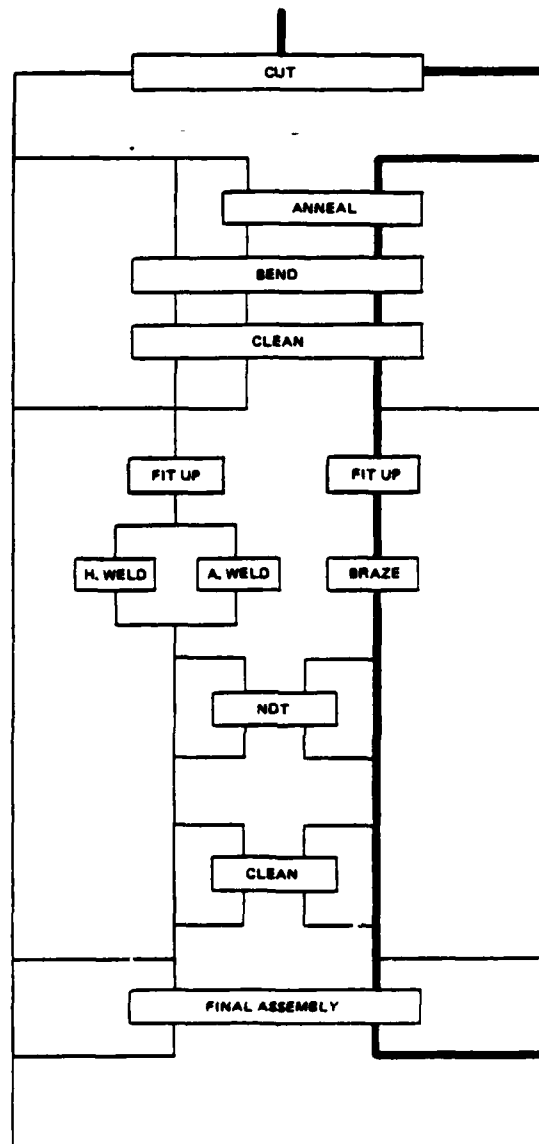 CUT
ANNEAL
BEND
CLEAN
FIT UP FIT UP
H. WELD A. WELD BRAZE
NDT
CLEAN
FINAL ASSEMBLY